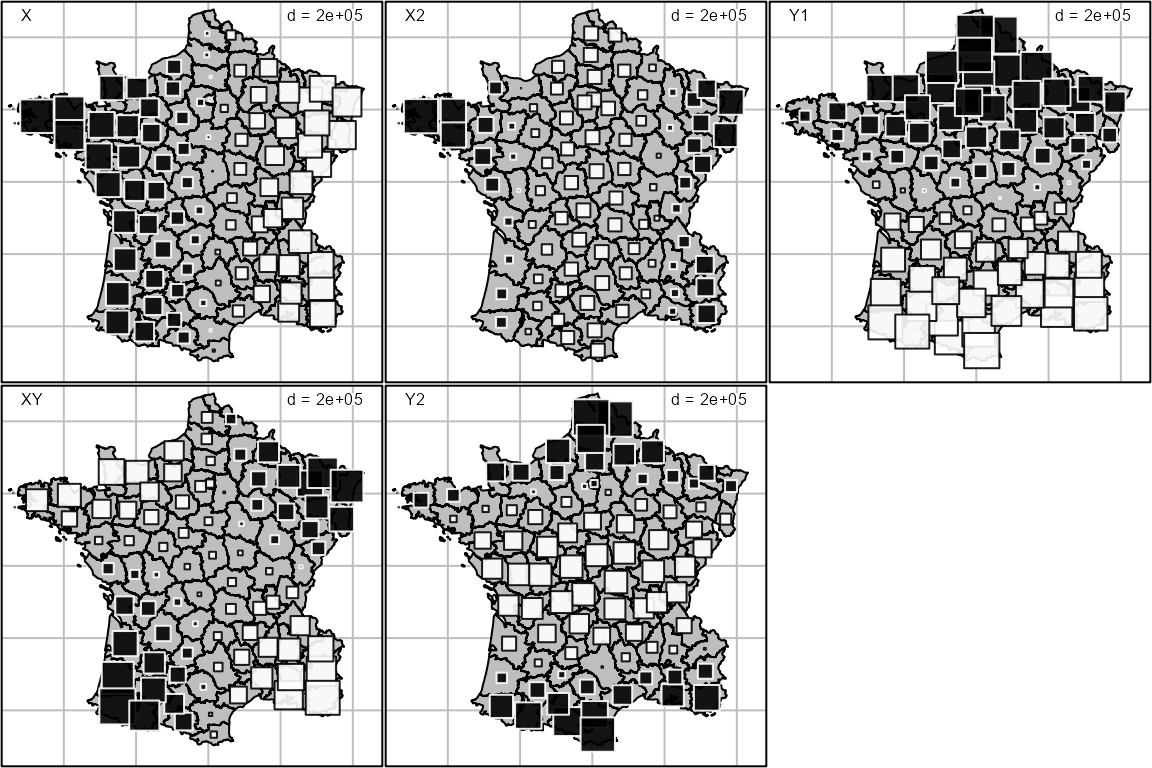 X d = 2e+05
X2 d = 2e+05
Y1 d = 2e+05
XY d = 2e+05
Y2 d = 2e+05